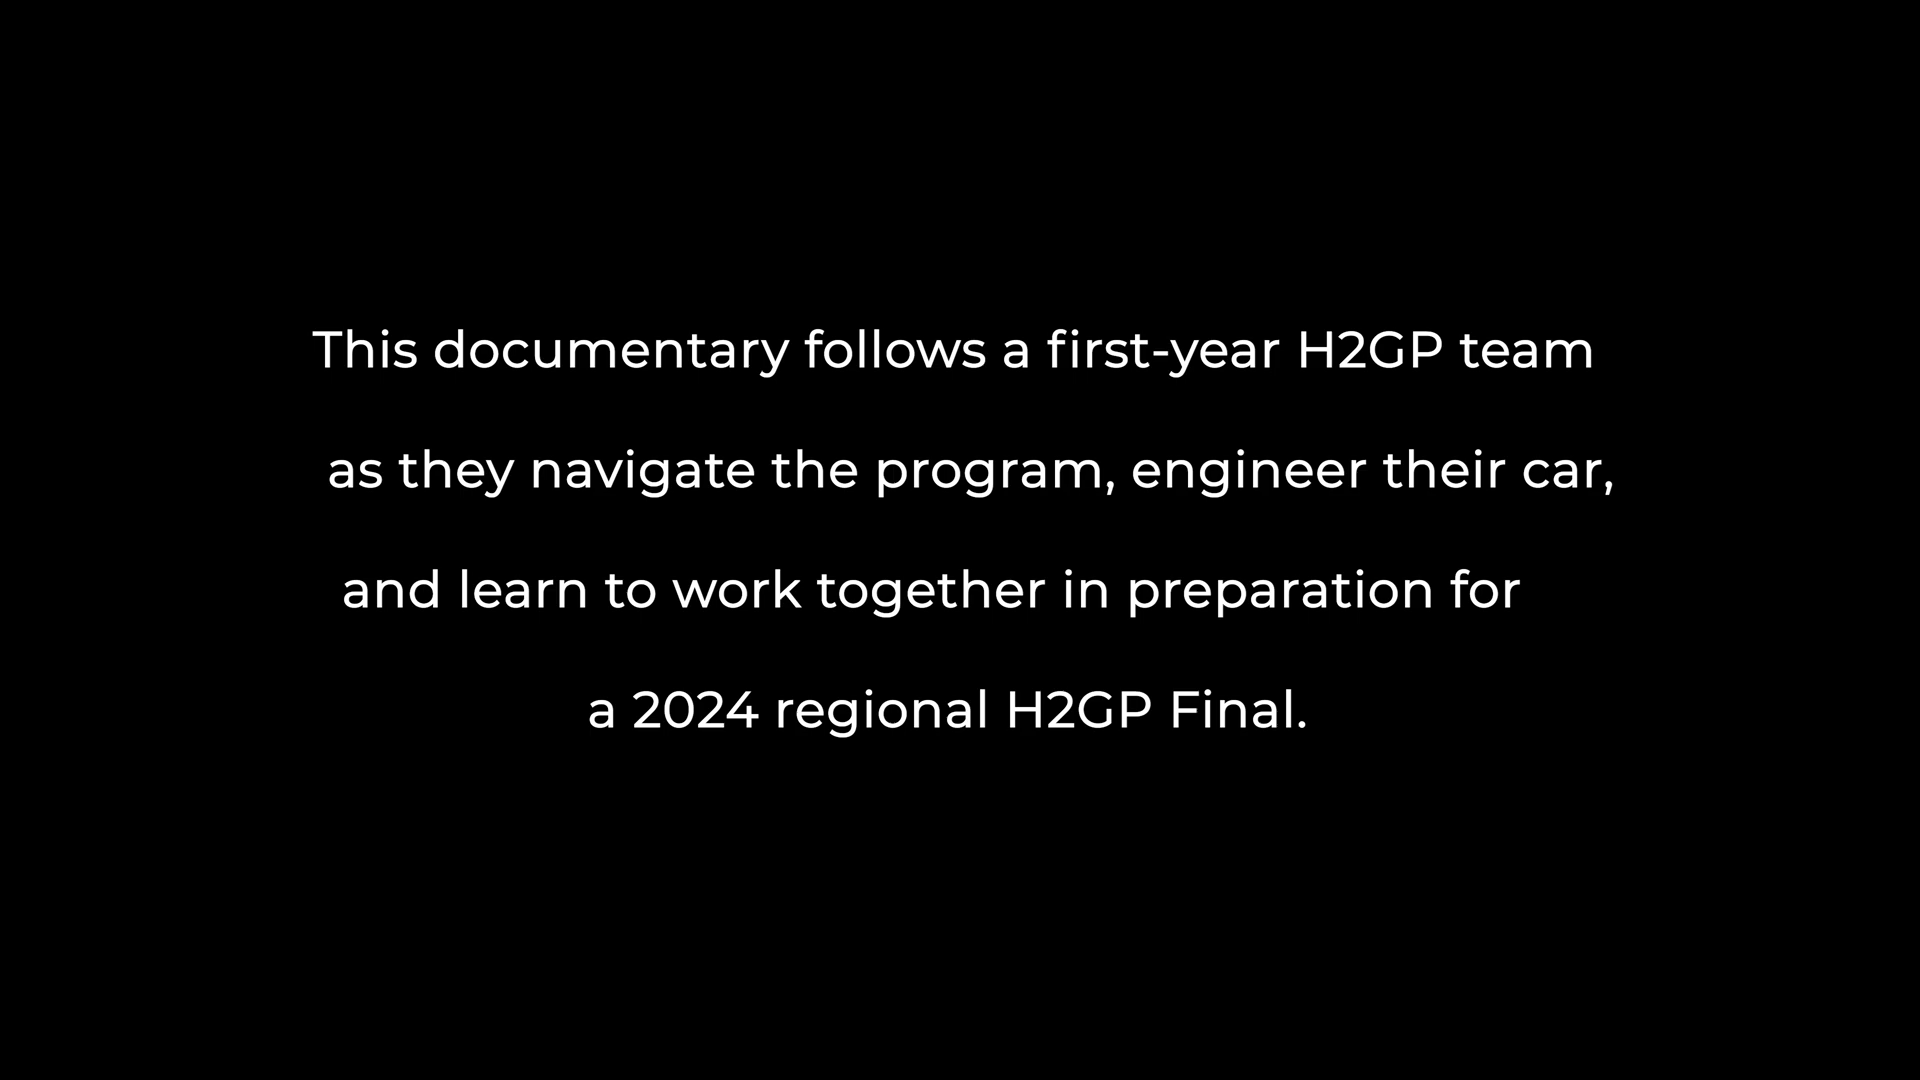 This documentary follows a first-year H2GP team
as they navigate the program, engineer their car,
and learn to work together in preparation for
a 2024 regional H2GP Final.